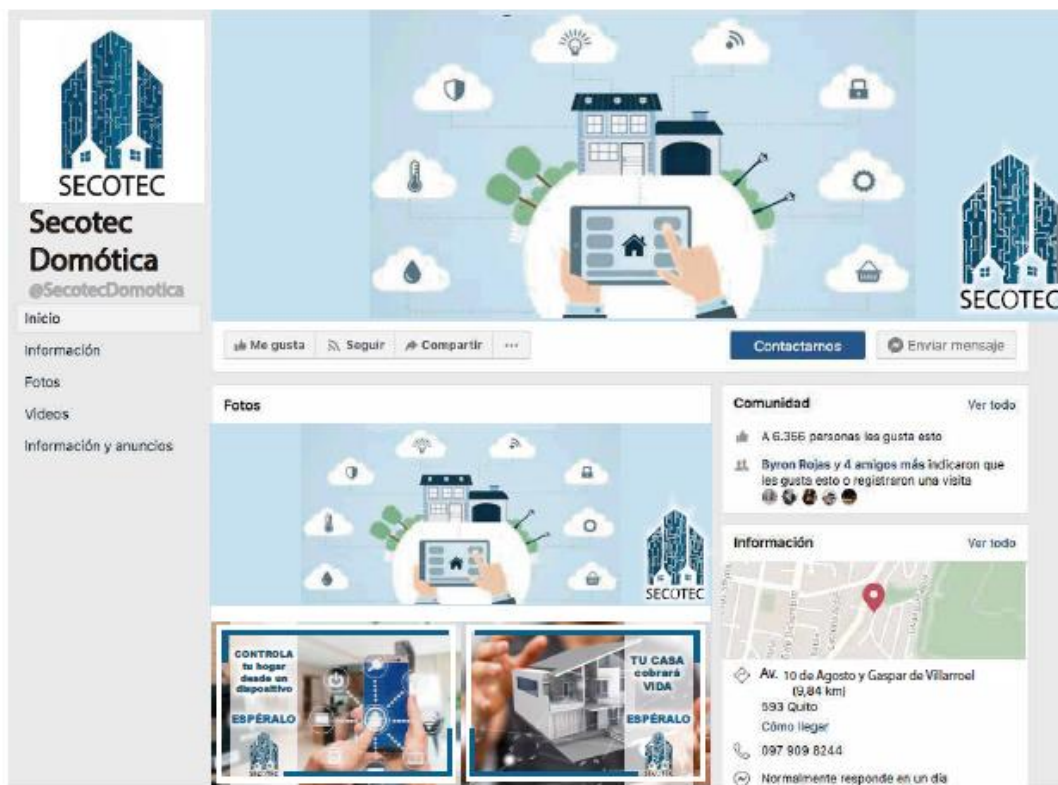 SECOTEC
Secotec
Domótica
@SecotecDomotica
Inicio
Información
Fotos
Videos
Información y anuncios
SECOTEC
Me gusta
Seguir
Compartir
...
Contactarnos
Enviar mensaje
Fotos
SECOTEC
CONTROLA
tu hogar
desde un
dispositivo
ESPÉRALO
SECOTEC
TU CASA
cobrará
VIDA
ESPÉRALO
SECOTEC
Comunidad
Ver todo
A 6.356 personas les gusta esto
Byron Rojas y 4 amigos más indicaron que
les gusta esto o registraron una visita
Información
Ver todo
Av. 10 de Agosto y Gaspar de Villarroel
(9,84 km)
593 Quito
Cómo llegar
097 909 8244
Normalmente responde en un día